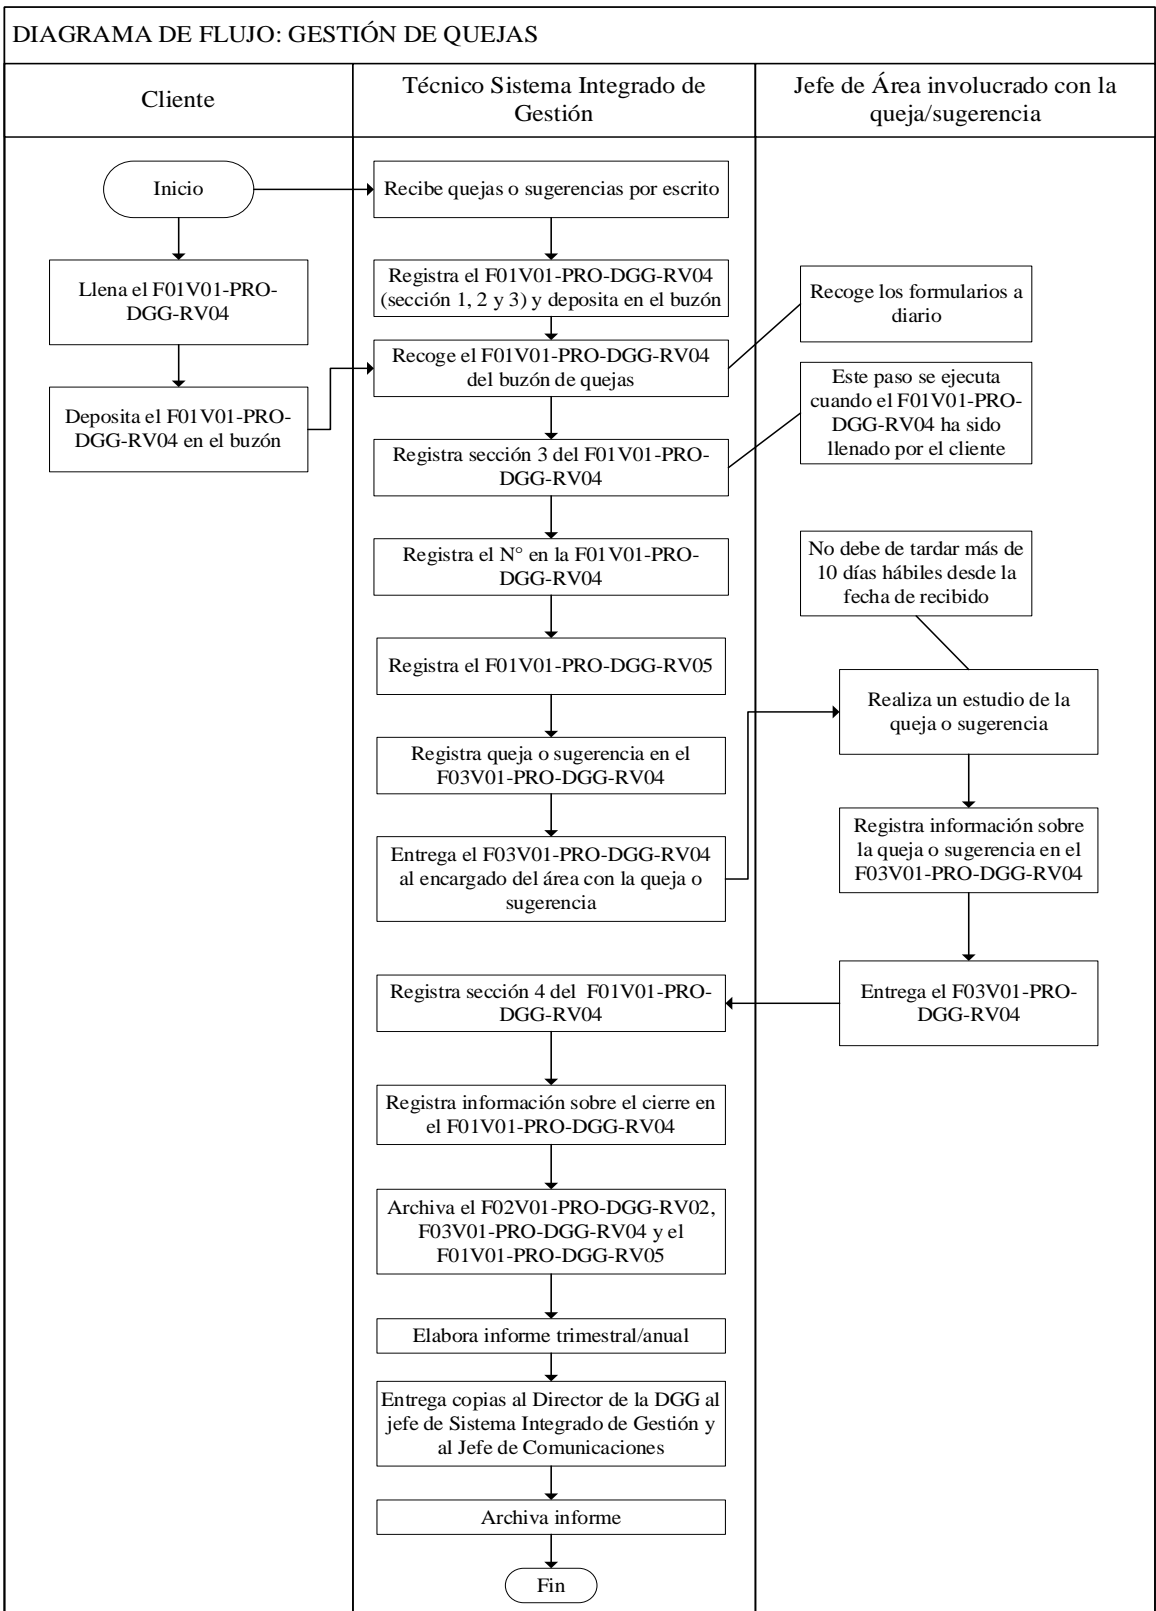 DIAGRAMA DE FLUJO: GESTIÓN DE QUEJAS
Cliente
Técnico Sistema Integrado de
Gestión
Jefe de Área involucrado con la
queja/sugerencia
Inicio
Llena el F01V01-PRO-
DGG-RV04
Deposita el F01V01-PRO-
DGG-RV04 en el buzón
Recibe quejas o sugerencias por escrito
Registra el F01V01-PRO-DGG-RV04
(sección 1, 2 y 3) y deposita en el buzón
Recoge el F01V01-PRO-DGG-RV04
del buzón de quejas
Recoge los formularios a
diario
Registra sección 3 del F01V01-PRO-
DGG-RV04
Este paso se ejecuta
cuando el F01V01-PRO-
DGG-RV04 ha sido
llenado por el cliente
Registra el N° en la F01V01-PRO-
DGG-RV04
Registra el F01V01-PRO-DGG-RV05
Registra queja o sugerencia en el
F03V01-PRO-DGG-RV04
Entrega el F03V01-PRO-DGG-RV04
al encargado del área con la queja o
sugerencia
No debe de tardar más de
10 días hábiles desde la
fecha de recibido
Realiza un estudio de la
queja o sugerencia
Registra información sobre
la queja o sugerencia en el
F03V01-PRO-DGG-RV04
Entrega el F03V01-PRO-
DGG-RV04
Registra sección 4 del F01V01-PRO-
DGG-RV04
Registra información sobre el cierre en
el F01V01-PRO-DGG-RV04
Archiva el F02V01-PRO-DGG-RV02,
F03V01-PRO-DGG-RV04 y el
F01V01-PRO-DGG-RV05
Elabora informe trimestral/anual
Entrega copias al Director de la DGG al
jefe de Sistema Integrado de Gestión y
al Jefe de Comunicaciones
Archiva informe
Fin